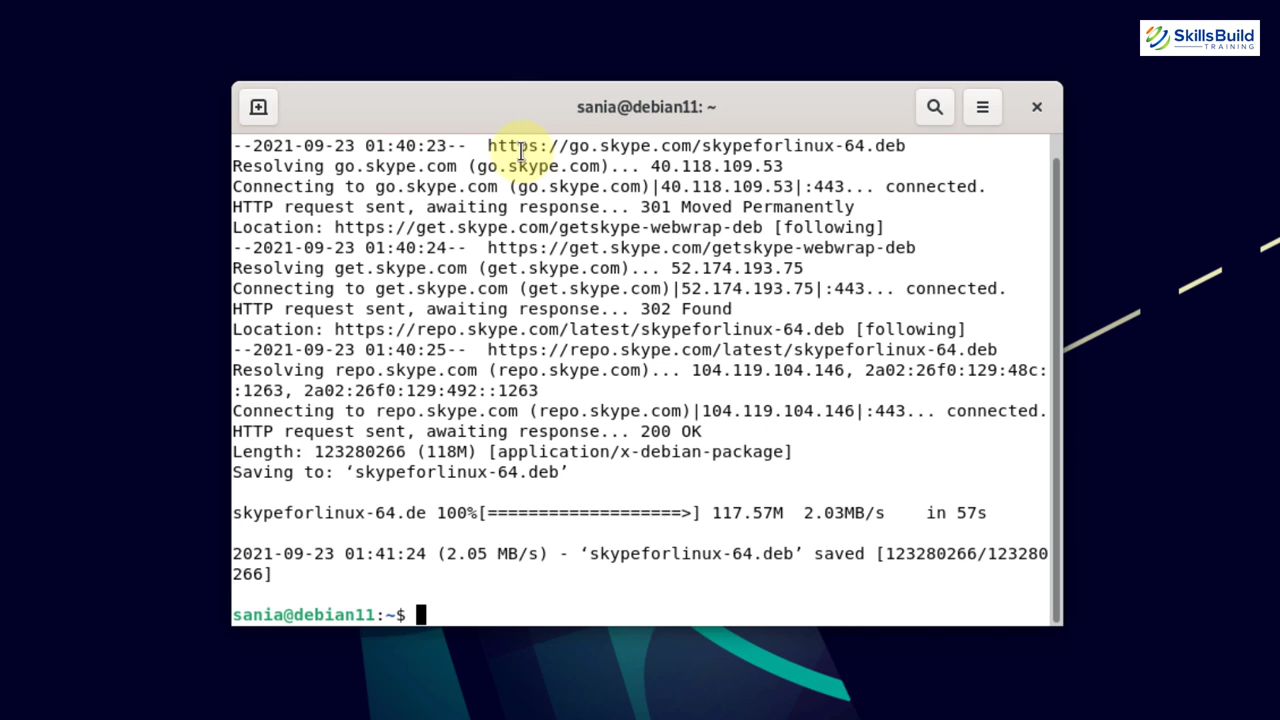 SkillsBuild
TRAINING
sania@debian11: ~
--2021-09-23 01:40:23--  https://go.skype.com/skypeforlinux-64.deb
Resolving go.skype.com (go.skype.com)... 40.118.109.53
Connecting to go.skype.com (go.skype.com)|40.118.109.53|:443... connected.
HTTP request sent, awaiting response... 301 Moved Permanently
Location: https://get.skype.com/getskype-webwrap-deb [following]
--2021-09-23 01:40:24--  https://get.skype.com/getskype-webwrap-deb
Resolving get.skype.com (get.skype.com)... 52.174.193.75
Connecting to get.skype.com (get.skype.com)|52.174.193.75|:443... connected.
HTTP request sent, awaiting response... 302 Found
Location: https://repo.skype.com/latest/skypeforlinux-64.deb [following]
--2021-09-23 01:40:25--  https://repo.skype.com/latest/skypeforlinux-64.deb
Resolving repo.skype.com (repo.skype.com)... 104.119.104.146, 2a02:26f0:129:48c:
:1263, 2a02:26f0:129:492::1263
Connecting to repo.skype.com (repo.skype.com)|104.119.104.146|:443... connected.
HTTP request sent, awaiting response... 200 OK
Length: 123280266 (118M) [application/x-debian-package]
Saving to: ‘skypeforlinux-64.deb’
skypeforlinux-64.de 100%[===================>] 117.57M  2.03MB/s    in 57s
2021-09-23 01:41:24 (2.05 MB/s) - ‘skypeforlinux-64.deb’ saved [123280266/123280
266]
sania@debian11:~$